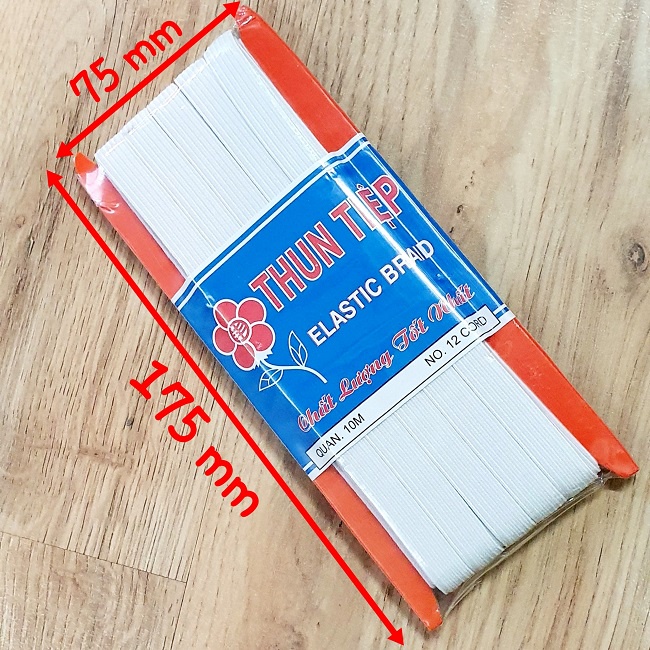 75 mm
THUN TIỆP
ELASTIC BRAID
Chất Lượng Tốt Nhất
QUAN. 10M NO. 12 CORD
175 mm